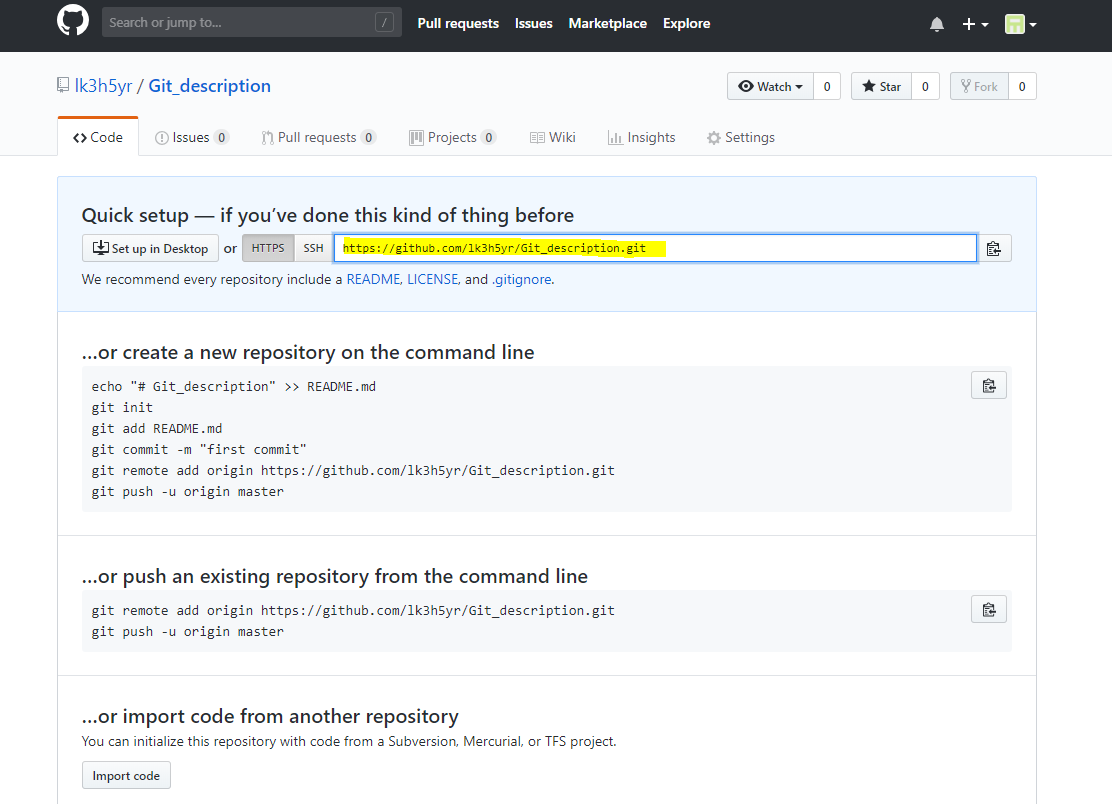 Search or jump to... / Pull requests Issues Marketplace Explore
lk3h5yr / Git_description Watch 0 Star 0 Fork 0
Code Issues 0 Pull requests 0 Projects 0 Wiki Insights Settings
Quick setup — if you’ve done this kind of thing before
Set up in Desktop or HTTPS SSH https://github.com/lk3h5yr/Git_description.git
We recommend every repository include a README, LICENSE, and .gitignore.
…or create a new repository on the command line
echo "# Git_description" >> README.md
git init
git add README.md
git commit -m "first commit"
git remote add origin https://github.com/lk3h5yr/Git_description.git
git push -u origin master
…or push an existing repository from the command line
git remote add origin https://github.com/lk3h5yr/Git_description.git
git push -u origin master
…or import code from another repository
You can initialize this repository with code from a Subversion, Mercurial, or TFS project.
Import code